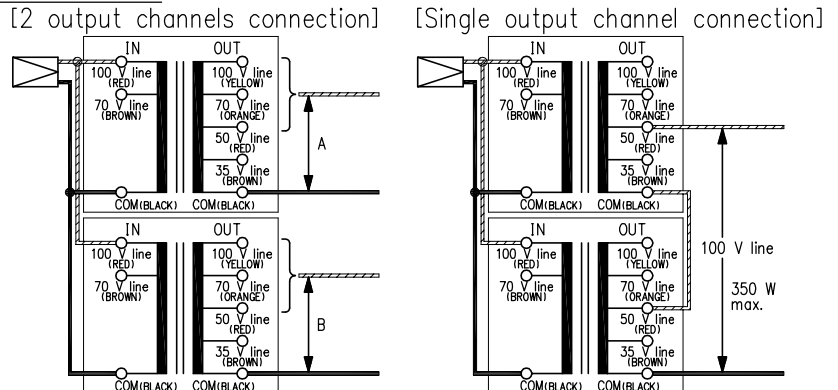 [2 output channels connection]
IN
OUT
100 V line
(RED)
70 V line
(BROWN)
100 V line
(YELLOW)
70 V line
(ORANGE)
50 V line
(RED)
35 V line
(BROWN)
COM(BLACK)
COM(BLACK)
A
IN
OUT
100 V line
(RED)
70 V line
(BROWN)
100 V line
(YELLOW)
70 V line
(ORANGE)
50 V line
(RED)
35 V line
(BROWN)
COM(BLACK)
COM(BLACK)
B
[Single output channel connection]
IN
OUT
100 V line
(RED)
70 V line
(BROWN)
100 V line
(YELLOW)
70 V line
(ORANGE)
50 V line
(RED)
35 V line
(BROWN)
COM(BLACK)
COM(BLACK)
IN
OUT
100 V line
(RED)
70 V line
(BROWN)
100 V line
(YELLOW)
70 V line
(ORANGE)
50 V line
(RED)
35 V line
(BROWN)
COM(BLACK)
COM(BLACK)
100 V line
350 W
max.